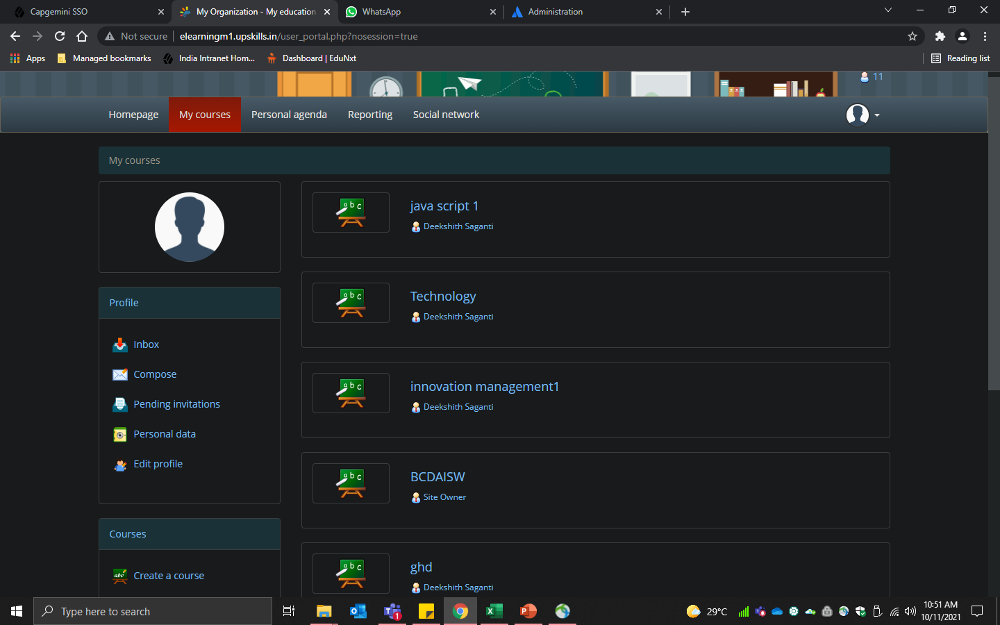 Capgemini SSO
My Organization - My education
WhatsApp
Administration
Not secure
elearningm1.upskills.in/user_portal.php?nosession=true
Apps
Managed bookmarks
India Intranet Hom...
Dashboard | EduNxt
Reading list
11
Homepage
My courses
Personal agenda
Reporting
Social network
My courses
java script 1
Deekshith Saganti
Technology
Deekshith Saganti
innovation management1
Deekshith Saganti
BCDAISW
Site Owner
ghd
Deekshith Saganti
Profile
Inbox
Compose
Pending invitations
Personal data
Edit profile
Courses
Create a course
abc
abc
abc
abc
abc
abc
Type here to search
1
29°C
10:51 AM
10/11/2021